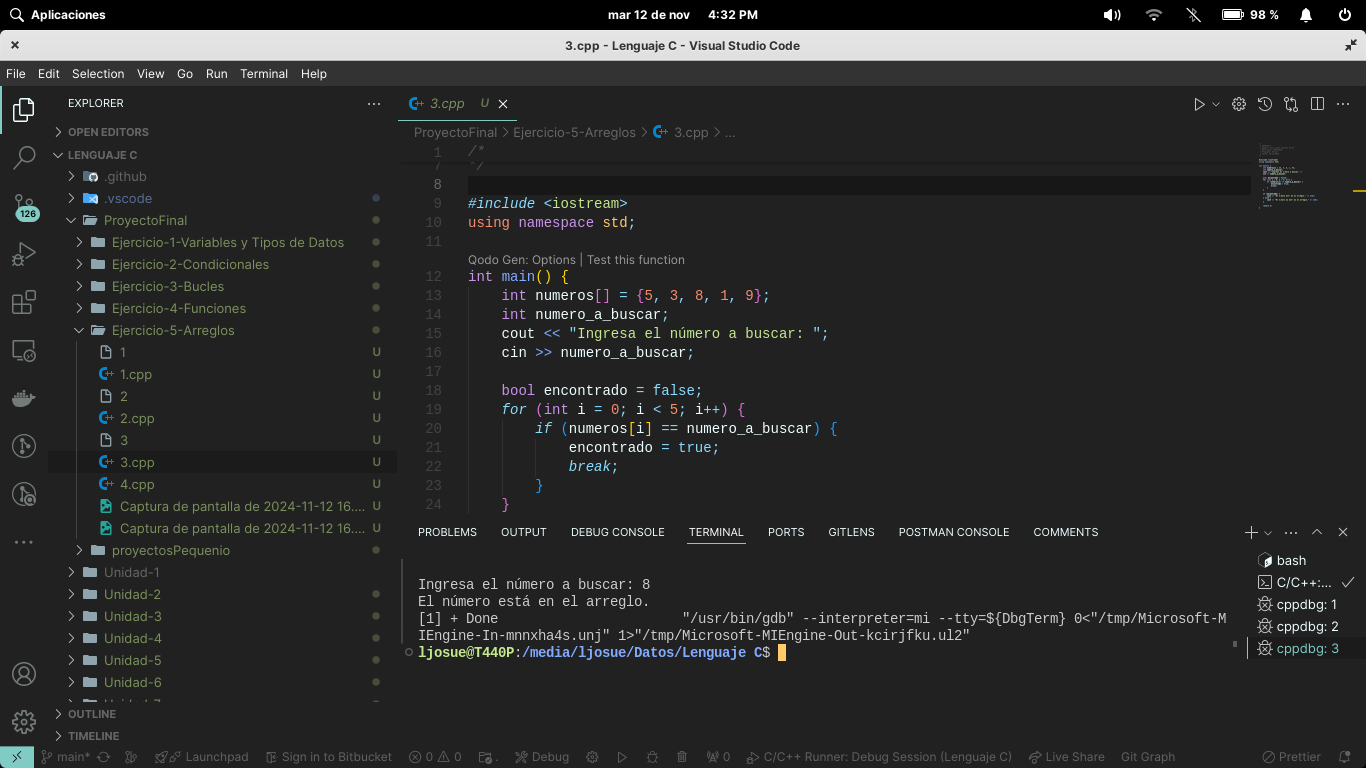 Aplicaciones
mar 12 de nov 4:32 PM
98 %
3.cpp - Lenguaje C - Visual Studio Code
File Edit Selection View Go Run Terminal Help
EXPLORER
OPEN EDITORS
LENGUAJE C
.github
.vscode
ProyectoFinal
Ejercicio-1-Variables y Tipos de Datos
Ejercicio-2-Condicionales
Ejercicio-3-Bucles
Ejercicio-4-Funciones
Ejercicio-5-Arreglos
1 U
1.cpp U
2 U
2.cpp U
3 U
3.cpp U
4.cpp U
Captura de pantalla de 2024-11-12 16.... U
Captura de pantalla de 2024-11-12 16.... U
proyectosPequenio
Unidad-1
Unidad-2
Unidad-3
Unidad-4
Unidad-5
Unidad-6
OUTLINE
TIMELINE
126
3.cpp U
ProyectoFinal > Ejercicio-5-Arreglos > 3.cpp > ...
1 /*
7 */
8
9 #include <iostream>
10 using namespace std;
11
Qodo Gen: Options | Test this function
12 int main() {
13 int numeros[] = {5, 3, 8, 1, 9};
14 int numero_a_buscar;
15 cout << "Ingresa el número a buscar: ";
16 cin >> numero_a_buscar;
17
18 bool encontrado = false;
19 for (int i = 0; i < 5; i++) {
20 if (numeros[i] == numero_a_buscar) {
21 encontrado = true;
22 break;
23 }
24 }
PROBLEMS OUTPUT DEBUG CONSOLE TERMINAL PORTS GITLENS POSTMAN CONSOLE COMMENTS
Ingresa el número a buscar: 8
El número está en el arreglo.
[1] + Done "/usr/bin/gdb" --interpreter=mi --tty=${DbgTerm} 0<"/tmp/Microsoft-M
IEngine-In-mnnxha4s.unj" 1>"/tmp/Microsoft-MIEngine-Out-kcirjfku.ul2"
ljosue@T440P:/media/ljosue/Datos/Lenguaje C$
bash
C/C++:...
cppdbg: 1
cppdbg: 2
cppdbg: 3
main* Launchpad Sign in to Bitbucket 0 0 Debug 0 C/C++ Runner: Debug Session (Lenguaje C) Live Share Git Graph Prettier